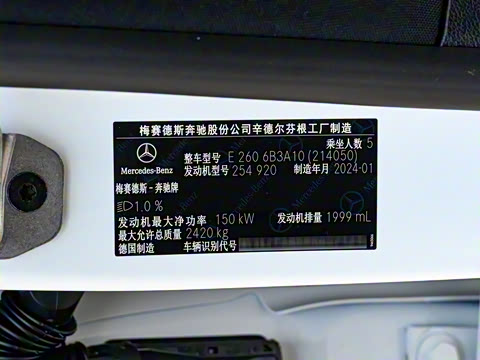 梅赛德斯奔驰股份公司辛德尔芬根工厂制造
乘坐人数 5
整车型号 E 260 6B3A10 (214050)
Mercedes-Benz 发动机型号 254 920 制造年月 2024-01
梅赛德斯-奔驰牌
1.0 %
发动机最大净功率 150 kW 发动机排量 1999 mL
最大允许总质量 2420 kg
德国制造 车辆识别代号